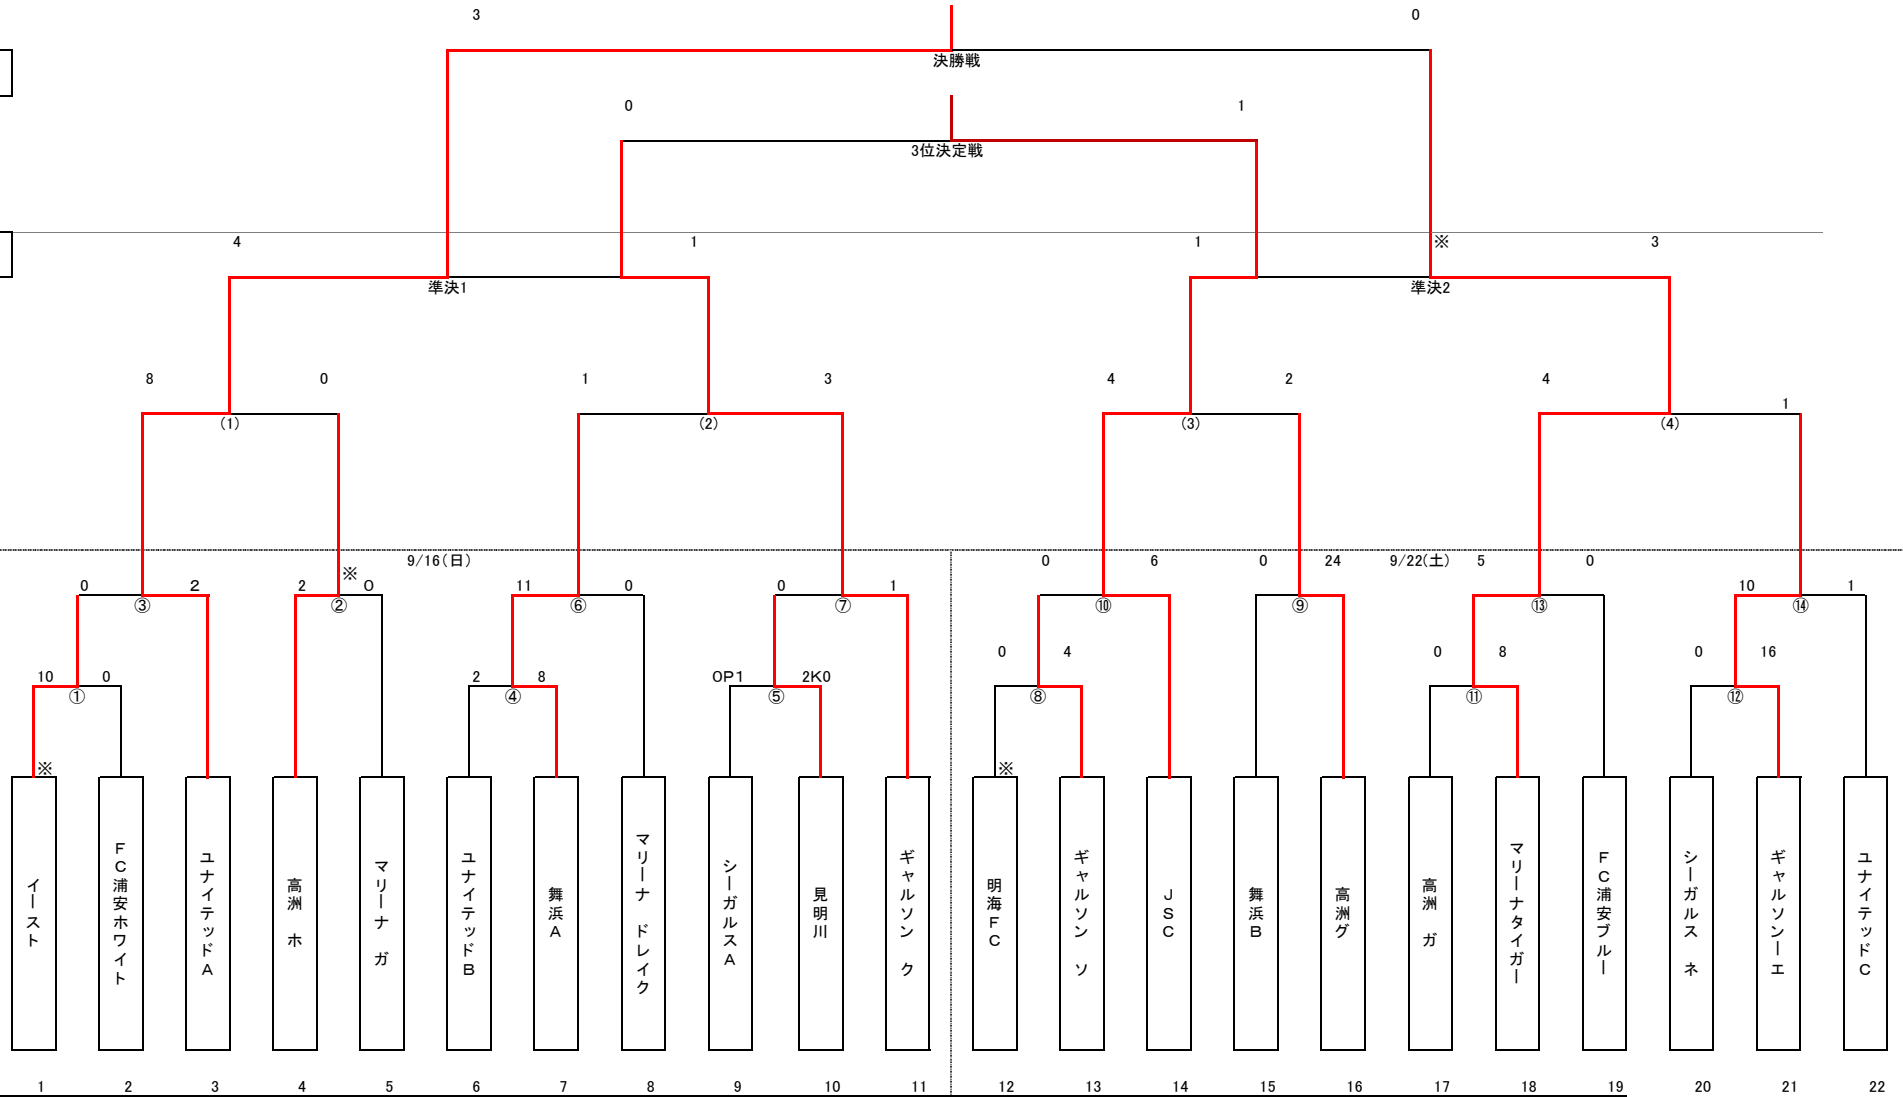 3 0
決勝戦
0 1
3位決定戦
4 1 1 ※ 3
準決1 準決2
8 0 1 3 4 2 4
1
(1) (2) (3) (4)
9/16(日) 0 6 0 24 9/22(土) 5 0
※
0 2 2 0 11 0 0 1 10 1
③ ② ⑥ ⑦ ⑩ ⑨ ⑬ ⑭
0 4 0 8 0 16
10 0 2 8 0P1 2K0
① ④ ⑤ ⑧ ⑪ ⑫
※ ※
イースト
FC浦安ホワイト
ユナイテッドA
高洲 ホ
マリーナ ガ
ユナイテッドB
舞浜A
マリーナ ドレイク
シーガルスA
見明川
ギャルソン ク
明海FC
ギャルソン ソ
JSC
舞浜B
高洲グ
高洲 ガ
マリーナタイガー
FC浦安ブルー
シーガルス ネ
ギャルソンーエ
ユナイテッドC
1 2 3 4 5 6 7 8 9 10 11 12 13 14 15 16 17 18 19 20 21 22